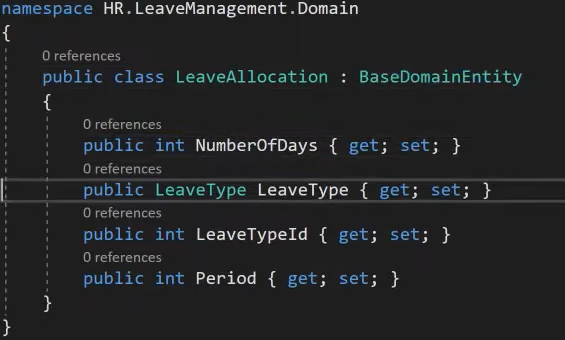 namespace HR.LeaveManagement.Domain
{
0 references
public class LeaveAllocation : BaseDomainEntity
{
0 references
public int NumberOfDays { get; set; }
0 references
public LeaveType LeaveType { get; set; }
0 references
public int LeaveTypeId { get; set; }
0 references
public int Period { get; set; }
}
}